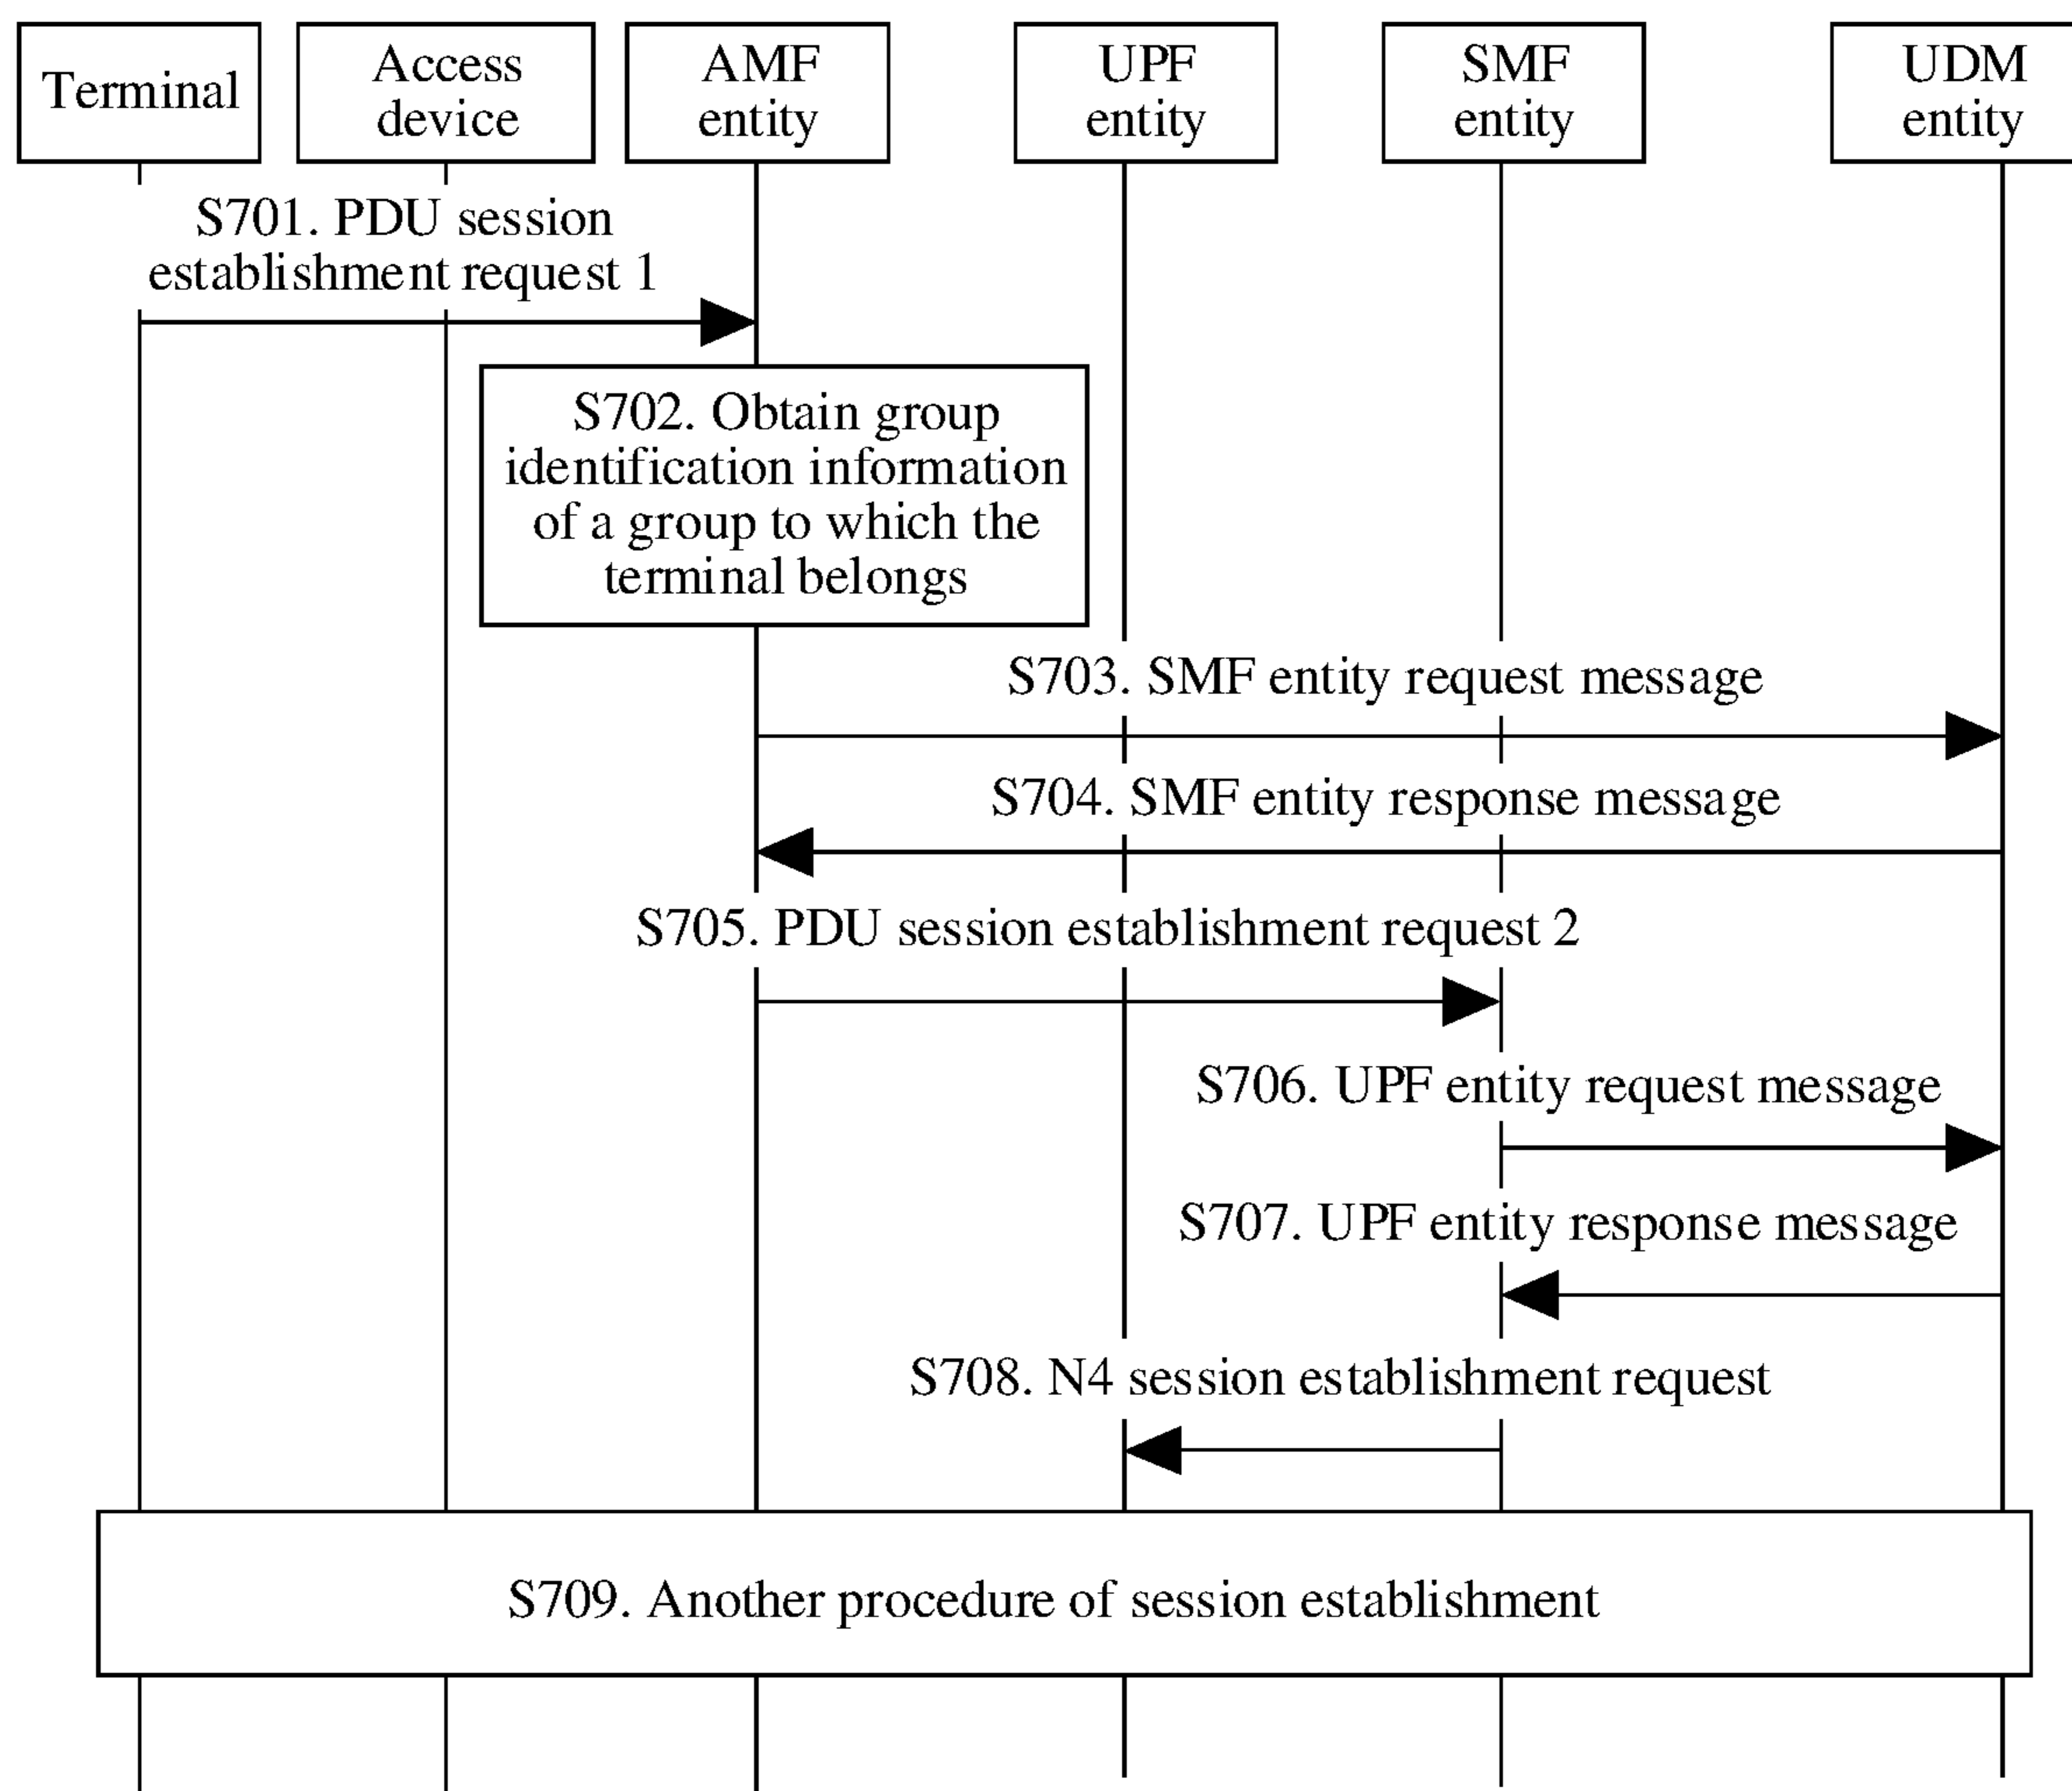 Terminal
Access
device
AMF
entity
UPF
entity
SMF
entity
UDM
entity
S701. PDU session
establishment request 1
S702. Obtain group
identification information
of a group to which the
terminal belongs
S703. SMF entity request message
S704. SMF entity response message
S705. PDU session establishment request 2
S706. UPF entity request message
S707. UPF entity response message
S708. N4 session establishment request
S709. Another procedure of session establishment